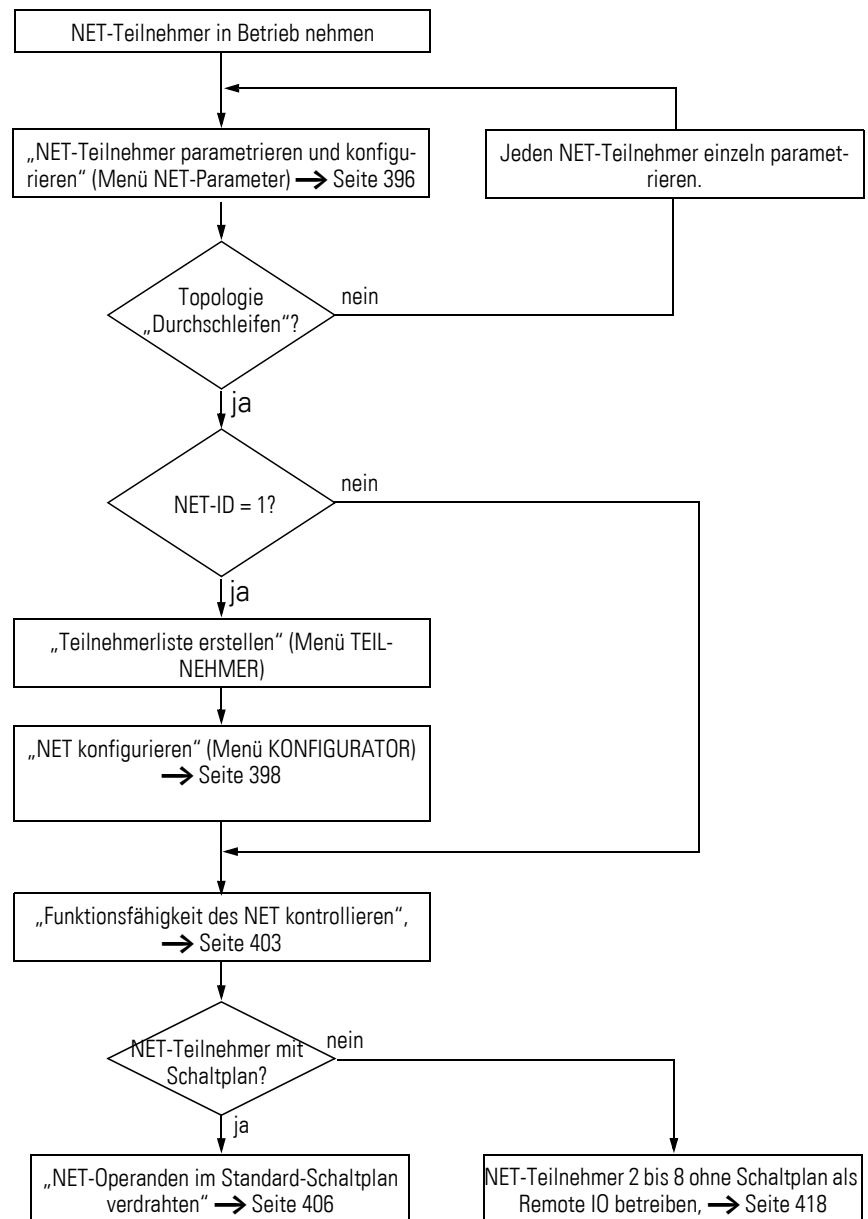 NET-Teilnehmer in Betrieb nehmen
„NET-Teilnehmer parametrieren und konfigu-
rieren“ (Menü NET-Parameter) → Seite 396
Jeden NET-Teilnehmer einzeln paramet-
rieren.
Topologie
„Durchschleifen“?
nein
ja
NET-ID = 1?
nein
ja
„Teilnehmerliste erstellen“ (Menü TEIL-
NEHMER)
„NET konfigurieren“ (Menü KONFIGURATOR)
→ Seite 398
„Funktionsfähigkeit des NET kontrollieren“,
→ Seite 403
NET-Teilnehmer mit
Schaltplan?
nein
ja
„NET-Operanden im Standard-Schaltplan
verdrahten“ → Seite 406
NET-Teilnehmer 2 bis 8 ohne Schaltplan als
Remote IO betreiben, → Seite 418